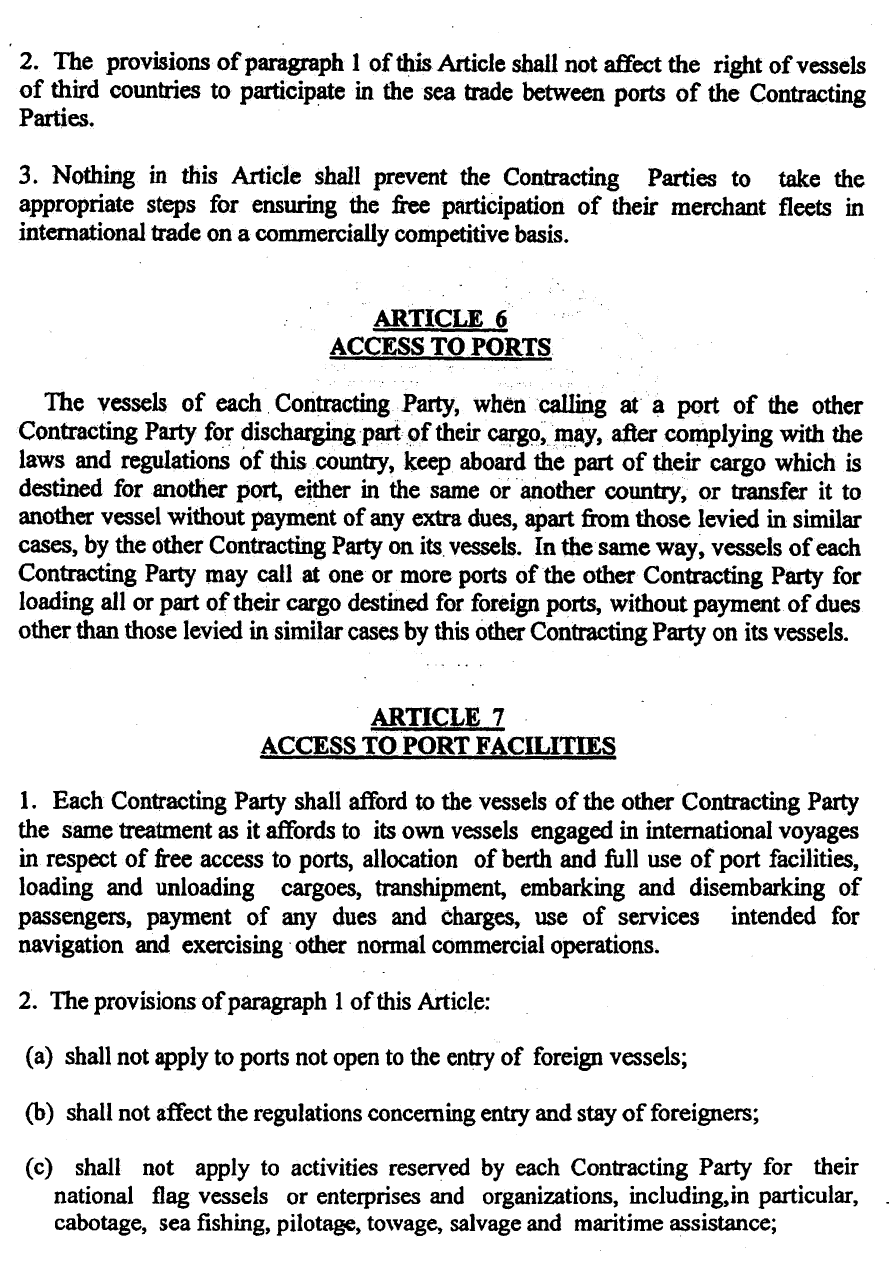 2. The provisions of paragraph 1 of this Article shall not affect the right of vessels
of third countries to participate in the sea trade between ports of the Contracting
Parties.
3. Nothing in this Article shall prevent the Contracting Parties to take the
appropriate steps for ensuring the free participation of their merchant fleets in
international trade on a commercially competitive basis.
ARTICLE 6
ACCESS TO PORTS
The vessels of each Contracting Party, when calling at a port of the other
Contracting Party for discharging part of their cargo, may, after complying with the
laws and regulations of this country, keep aboard the part of their cargo which is
destined for another port, either in the same or another country, or transfer it to
another vessel without payment of any extra dues, apart from those levied in similar
cases, by the other Contracting Party on its vessels. In the same way, vessels of each
Contracting Party may call at one or more ports of the other Contracting Party for
loading all or part of their cargo destined for foreign ports, without payment of dues
other than those levied in similar cases by this other Contracting Party on its vessels.
ARTICLE 7
ACCESS TO PORT FACILITIES
1. Each Contracting Party shall afford to the vessels of the other Contracting Party
the same treatment as it affords to its own vessels engaged in international voyages
in respect of free access to ports, allocation of berth and full use of port facilities,
loading and unloading cargoes, transhipment, embarking and disembarking of
passengers, payment of any dues and charges, use of services intended for
navigation and exercising other normal commercial operations.
2. The provisions of paragraph 1 of this Article:
(a) shall not apply to ports not open to the entry of foreign vessels;
(b) shall not affect the regulations concerning entry and stay of foreigners;
(c) shall not apply to activities reserved by each Contracting Party for their
national flag vessels or enterprises and organizations, including,in particular,
cabotage, sea fishing, pilotage, towage, salvage and maritime assistance;